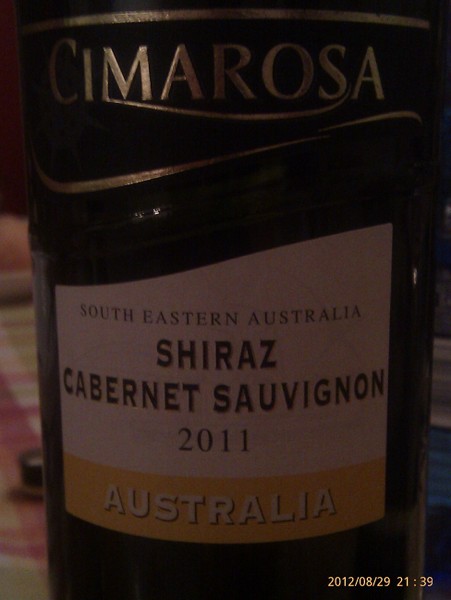 CIMAROSA
SOUTH EASTERN AUSTRALIA
SHIRAZ
CABERNET SAUVIGNON
2011
AUSTRALIA
2012/08/29 21:39